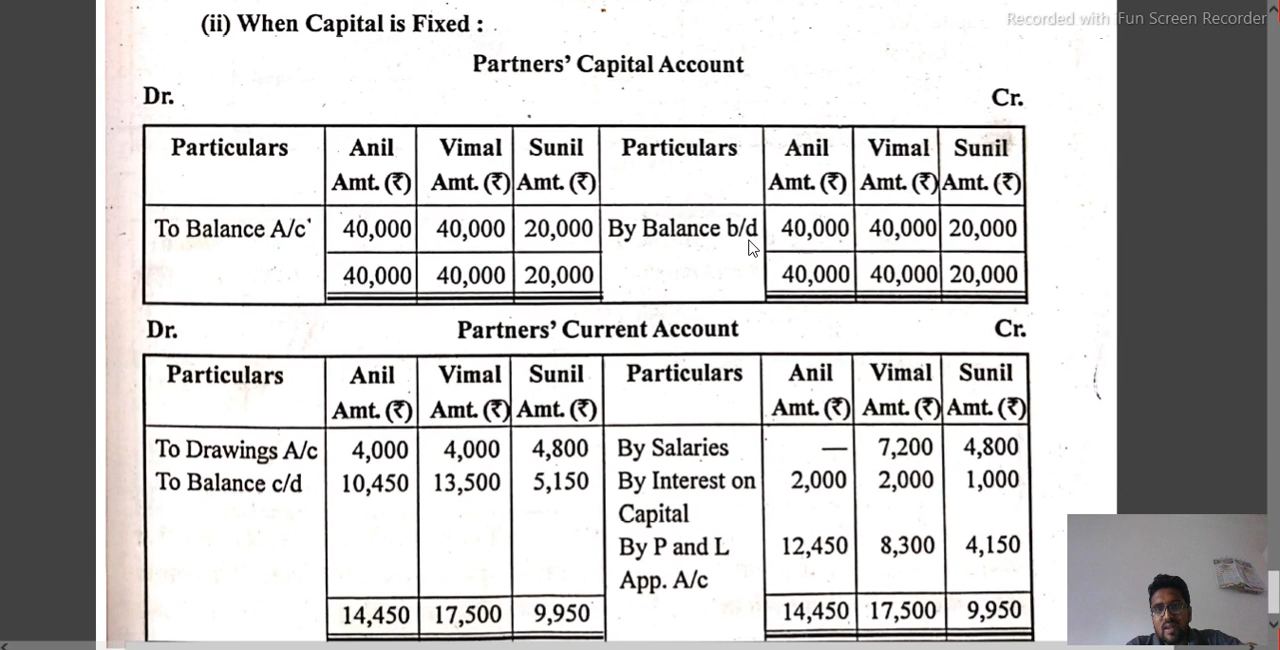 Recorded with Fun Screen Recorder
(ii) When Capital is Fixed :
Partners’ Capital Account
Dr. Cr.
Particulars Anil Vimal Sunil Particulars Anil Vimal Sunil
Amt. (₹) Amt. (₹) Amt. (₹) Amt. (₹) Amt. (₹) Amt. (₹)
To Balance A/c 40,000 40,000 20,000 By Balance b/d 40,000 40,000 20,000
40,000 40,000 20,000 40,000 40,000 20,000
Dr. Partners’ Current Account Cr.
Particulars Anil Vimal Sunil Particulars Anil Vimal Sunil
Amt. (₹) Amt. (₹) Amt. (₹) Amt. (₹) Amt. (₹) Amt. (₹)
To Drawings A/c 4,000 4,000 4,800 By Salaries — 7,200 4,800
To Balance c/d 10,450 13,500 5,150 By Interest on 2,000 2,000 1,000
Capital
By P and L 12,450 8,300 4,150
App. A/c
14,450 17,500 9,950 14,450 17,500 9,950